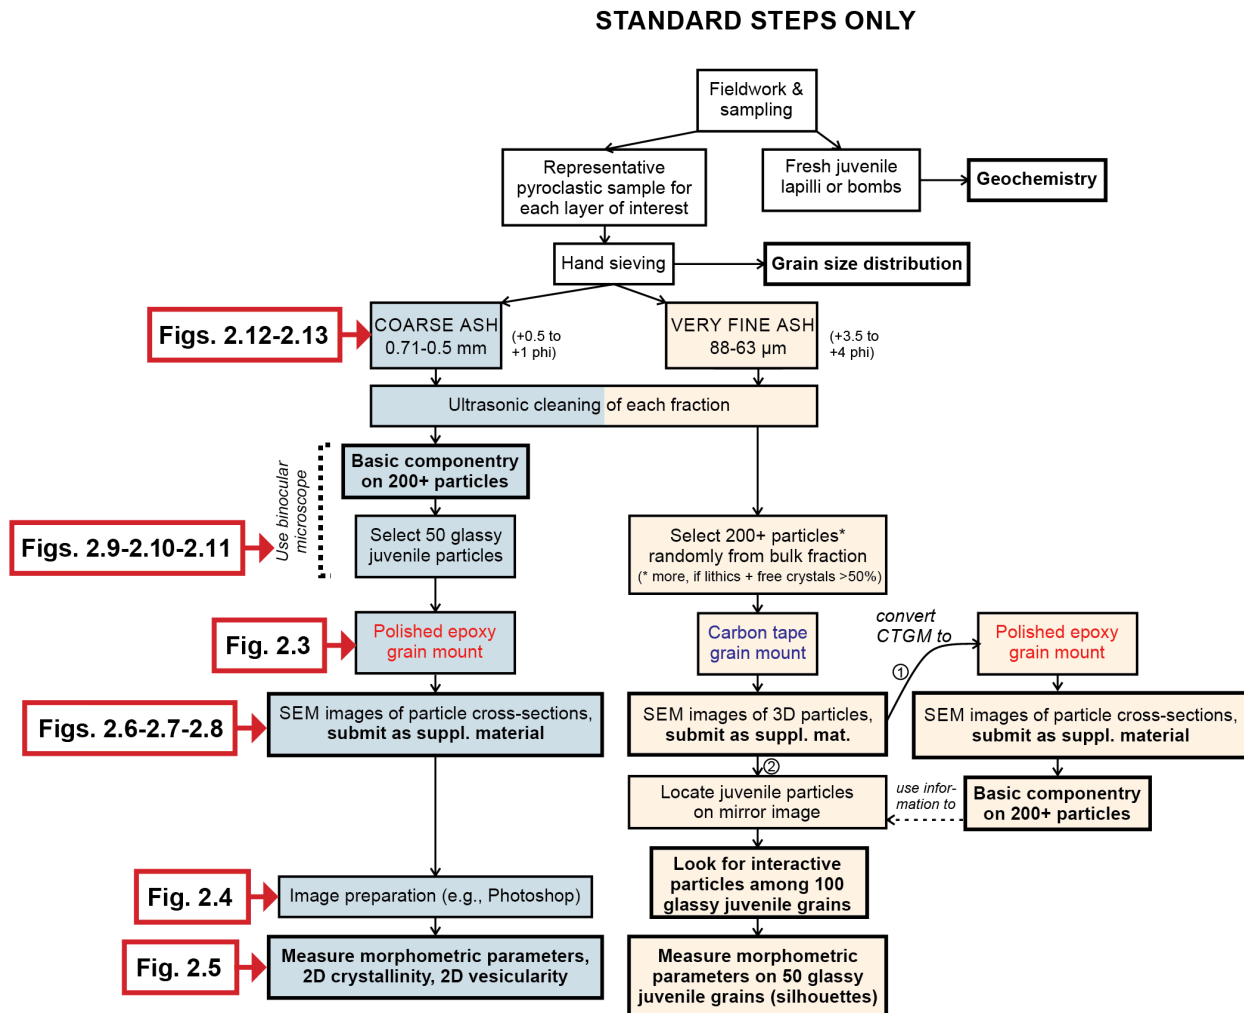 STANDARD STEPS ONLY
Fieldwork &
sampling
Representative
pyroclastic sample for
each layer of interest
Fresh juvenile
lapilli or bombs
Geochemistry
Hand sieving
Grain size distribution
Figs. 2.12-2.13
COARSE ASH
0.71-0.5 mm
(+0.5 to
+1 phi)
VERY FINE ASH
88-63 µm
(+3.5 to
+4 phi)
Ultrasonic cleaning of each fraction
Use binocular
microscope
Basic componentry
on 200+ particles
Figs. 2.9-2.10-2.11
Select 50 glassy
juvenile particles
Select 200+ particles*
randomly from bulk fraction
(* more, if lithics + free crystals >50%)
Fig. 2.3
Polished epoxy
grain mount
Carbon tape
grain mount
convert
CTGM to
1
Polished epoxy
grain mount
Figs. 2.6-2.7-2.8
SEM images of particle cross-sections,
submit as suppl. material
SEM images of 3D particles,
submit as suppl. mat.
SEM images of particle cross-sections,
submit as suppl. material
2
Locate juvenile particles
on mirror image
use infor-
mation to
Basic componentry
on 200+ particles
Look for interactive
particles among 100
glassy juvenile grains
Fig. 2.4
Image preparation (e.g., Photoshop)
Fig. 2.5
Measure morphometric parameters,
2D crystallinity, 2D vesicularity
Measure morphometric
parameters on 50 glassy
juvenile grains (silhouettes)